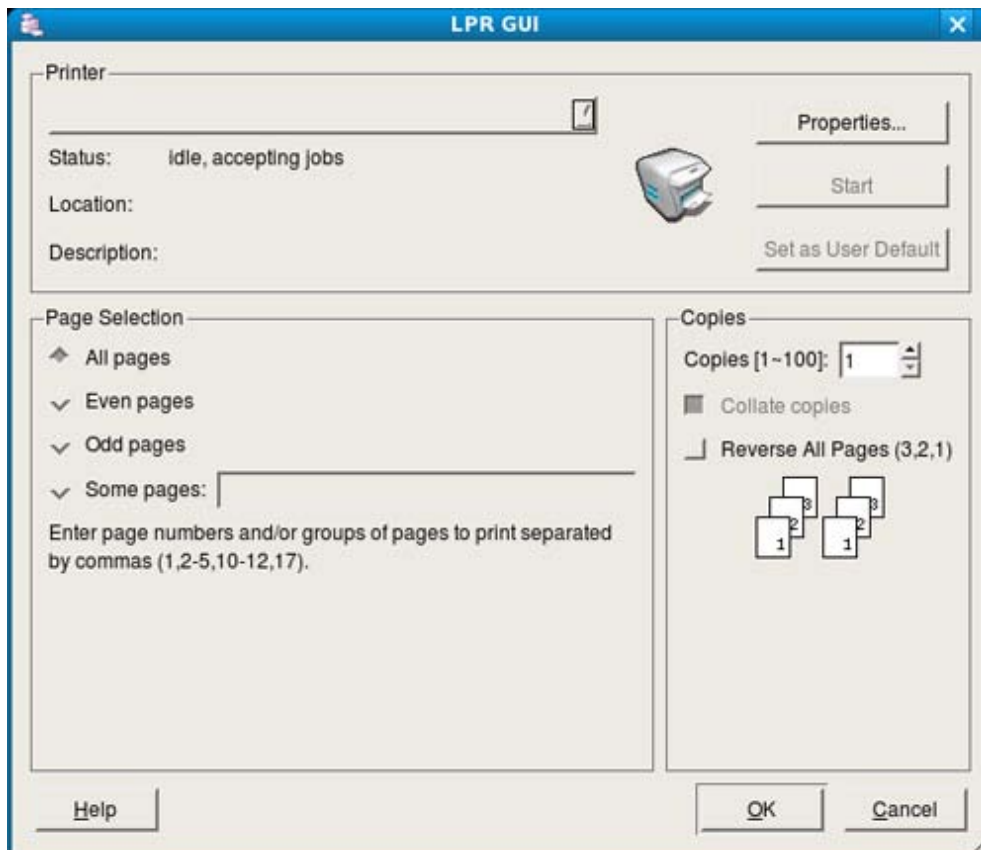 LPR GUI
Printer
Properties...
Status: idle, accepting jobs
Start
Location:
Set as User Default
Description:
Page Selection
All pages
Even pages
Odd pages
Some pages:
Enter page numbers and/or groups of pages to print separated
by commas (1,2-5,10-12,17).
Copies
Copies [1~100]: 1
Collate copies
Reverse All Pages (3,2,1)
3 3
2 2
1 1
Help
OK
Cancel